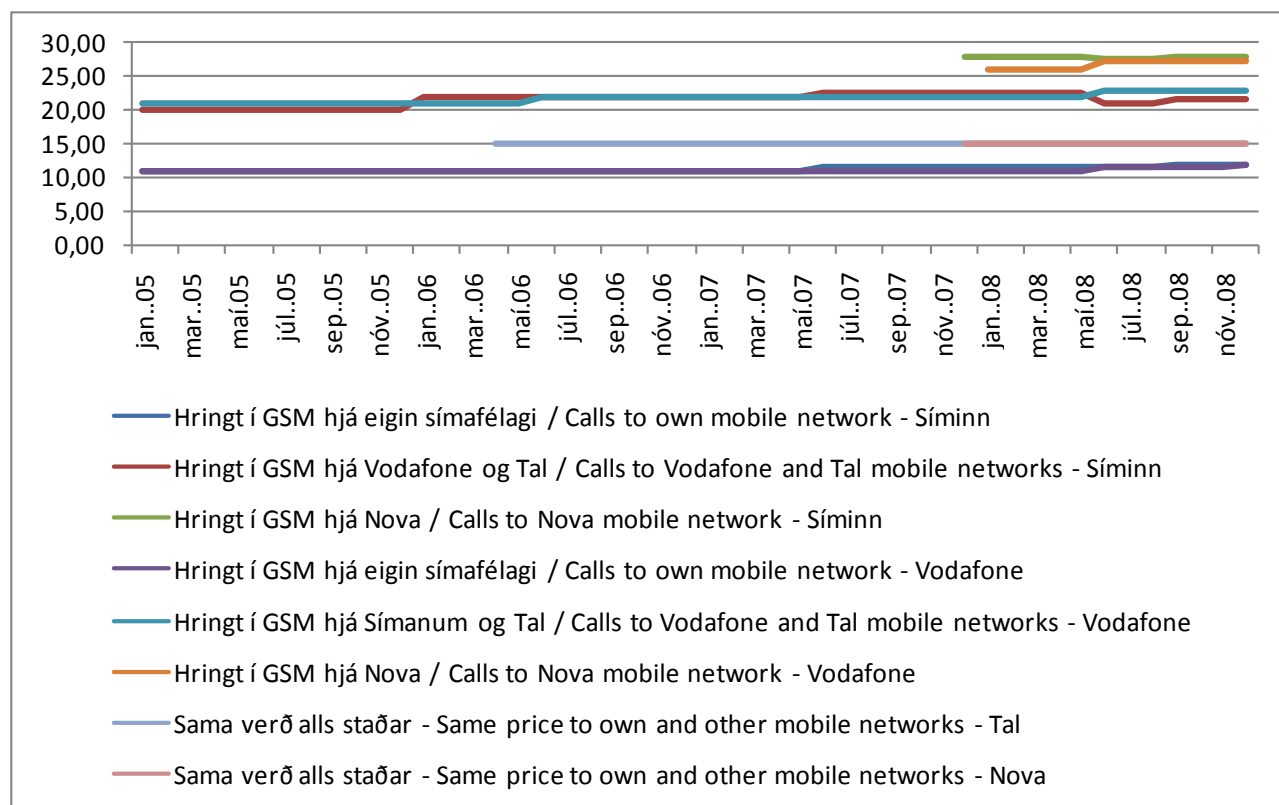 30,00
25,00
20,00
15,00
10,00
5,00
0,00
jan..05
mar..05
maí.05
júl..05
sep..05
nóv..05
jan..06
mar..06
maí.06
júl..06
sep..06
nóv..06
jan..07
mar..07
maí.07
júl..07
sep..07
nóv..07
jan..08
mar..08
maí.08
júl..08
sep..08
nóv..08
Hringt í GSM hjá eigin símafélagi / Calls to own mobile network - Síminn
Hringt í GSM hjá Vodafone og Tal / Calls to Vodafone and Tal mobile networks - Síminn
Hringt í GSM hjá Nova / Calls to Nova mobile network - Síminn
Hringt í GSM hjá eigin símafélagi / Calls to own mobile network - Vodafone
Hringt í GSM hjá Símanum og Tal / Calls to Vodafone and Tal mobile networks - Vodafone
Hringt í GSM hjá Nova / Calls to Nova mobile network - Vodafone
Sama verð alls staðar - Same price to own and other mobile networks - Tal
Sama verð alls staðar - Same price to own and other mobile networks - Nova